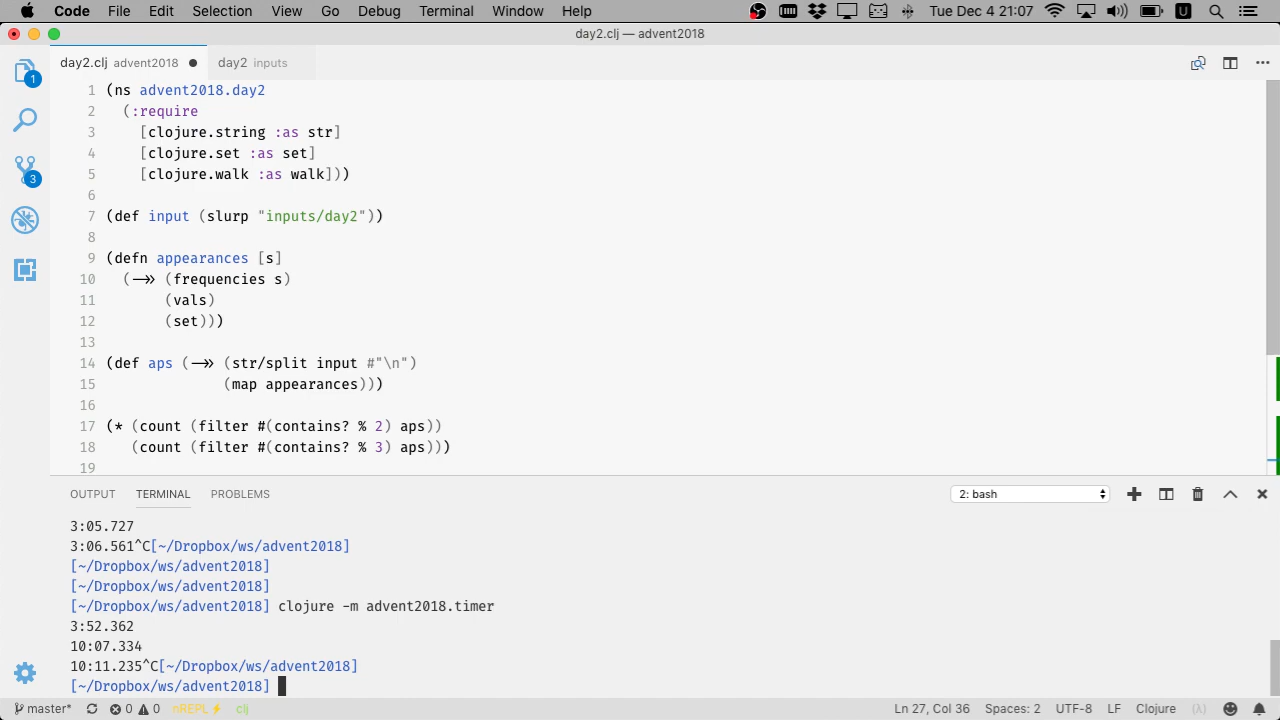 Code File Edit Selection View Go Debug Terminal Window Help Tue Dec 4 21:07
day2.clj — advent2018
day2.clj advent2018 day2 inputs
1 (ns advent2018.day2
2 (:require
3 [clojure.string :as str]
4 [clojure.set :as set]
5 [clojure.walk :as walk]))
6
7 (def input (slurp "inputs/day2"))
8
9 (defn appearances [s]
10 (->> (frequencies s)
11 (vals)
12 (set)))
13
14 (def aps (->> (str/split input #"\n")
15 (map appearances)))
16
17 (* (count (filter #(contains? % 2) aps))
18 (count (filter #(contains? % 3) aps)))
19
1
3
OUTPUT TERMINAL PROBLEMS 2: bash
3:05.727
3:06.561^C[~/Dropbox/ws/advent2018]
[~/Dropbox/ws/advent2018]
[~/Dropbox/ws/advent2018]
[~/Dropbox/ws/advent2018] clojure -m advent2018.timer
3:52.362
10:07.334
10:11.235^C[~/Dropbox/ws/advent2018]
[~/Dropbox/ws/advent2018]
master* 0 0 nREPL⚡ clj Ln 27, Col 36 Spaces: 2 UTF-8 LF Clojure (λ)